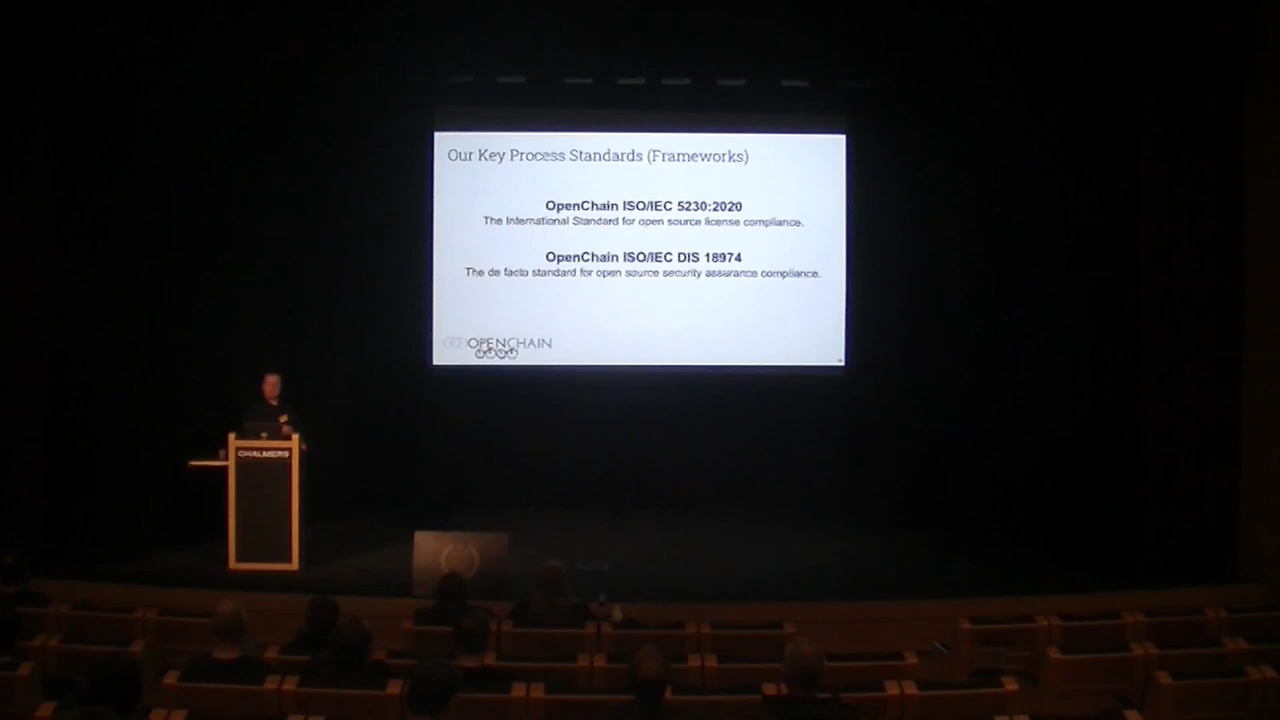 Our Key Process Standards (Frameworks)
OpenChain ISO/IEC 5230:2020
The International Standard for open source license compliance.
OpenChain ISO/IEC DIS 18974
The de facto standard for open source security assurance compliance.
OPENCHAIN
CHALMERS